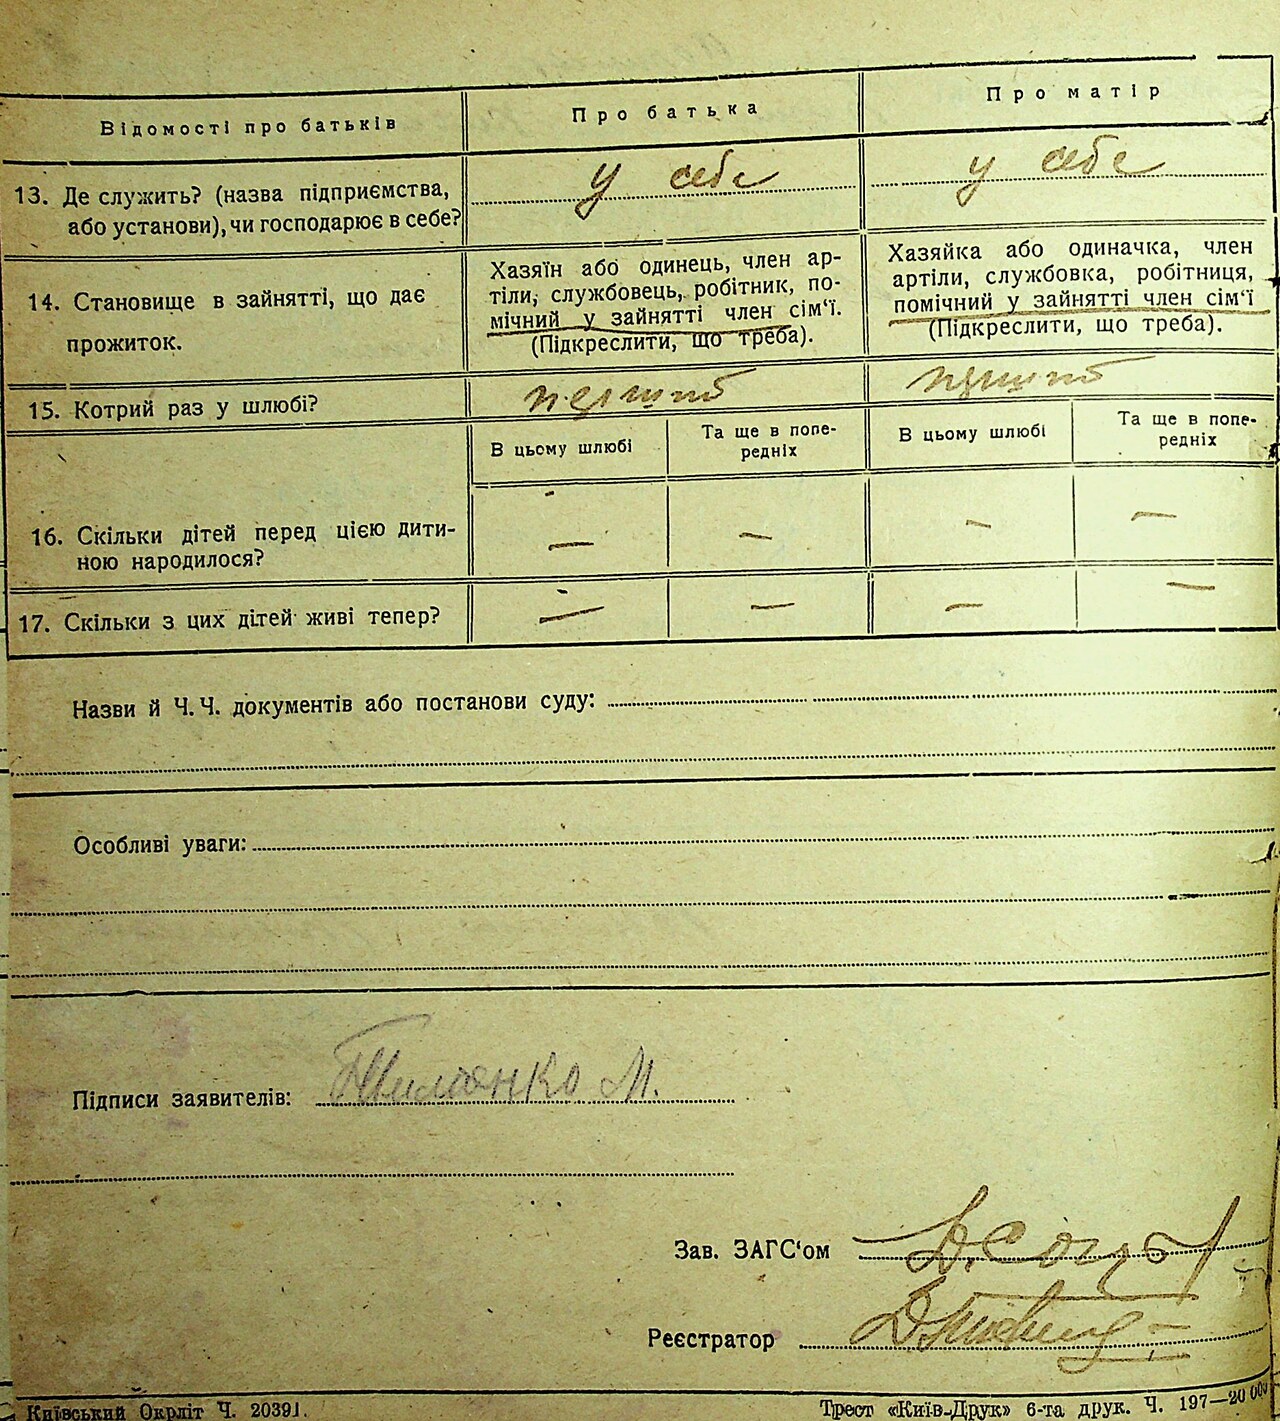 Відомості про батьків
Про батька
Про матір
13. Де служить? (назва підприємства,
або установи), чи господарює в себе?
у себе
у себе
14. Становище в зайнятті, що дає
прожиток.
Хазяїн або одинець, член ар-
тіли, службовець, робітник, по-
мічний у зайнятті член сім'ї.
(Підкреслити, що треба).
Хазяйка або одиначка, член
артіли, службовка, робітниця,
помічний у зайнятті член сім'ї
(Підкреслити, що треба).
15. Котрий раз у шлюбі?
В цьому шлюбі
Та ще в попе-
редніх
В цьому шлюбі
Та ще в попе-
редніх
16. Скільки дітей перед цією дити-
ною народилося?
— — — —
17. Скільки з цих дітей живі тепер?
— — — —
Назви й Ч.Ч. документів або постанови суду:
Особливі уваги:
Підписи заявителів: М.
Зав. ЗАГС'ом
Реєстратор
Київський Окрліт Ч. 20391.
Трест «Київ-Друк» 6-та друк. Ч. 197—20 000